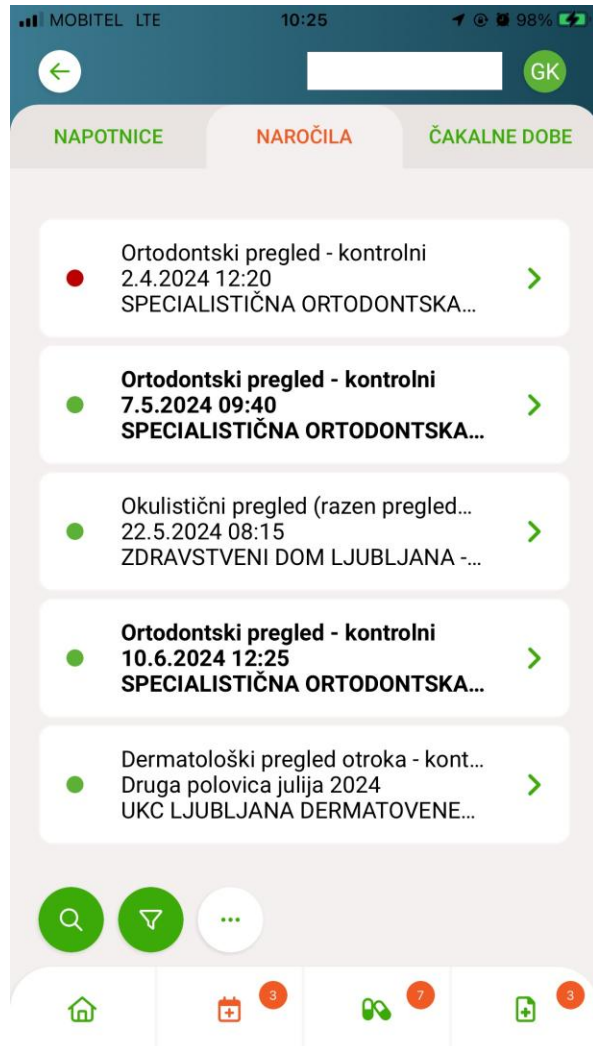 MOBITEL LTE 10:25 98%
GK
NAPOTNICE NAROČILA ČAKALNE DOBE
Ortodontski pregled - kontrolni
2.4.2024 12:20
SPECIALISTIČNA ORTODONTSKA...
Ortodontski pregled - kontrolni
7.5.2024 09:40
SPECIALISTIČNA ORTODONTSKA...
Okulistični pregled (razen pregled...
22.5.2024 08:15
ZDRAVSTVENI DOM LJUBLJANA -...
Ortodontski pregled - kontrolni
10.6.2024 12:25
SPECIALISTIČNA ORTODONTSKA...
Dermatološki pregled otroka - kont...
Druga polovica julija 2024
UKC LJUBLJANA DERMATOVENE...
3 7 3